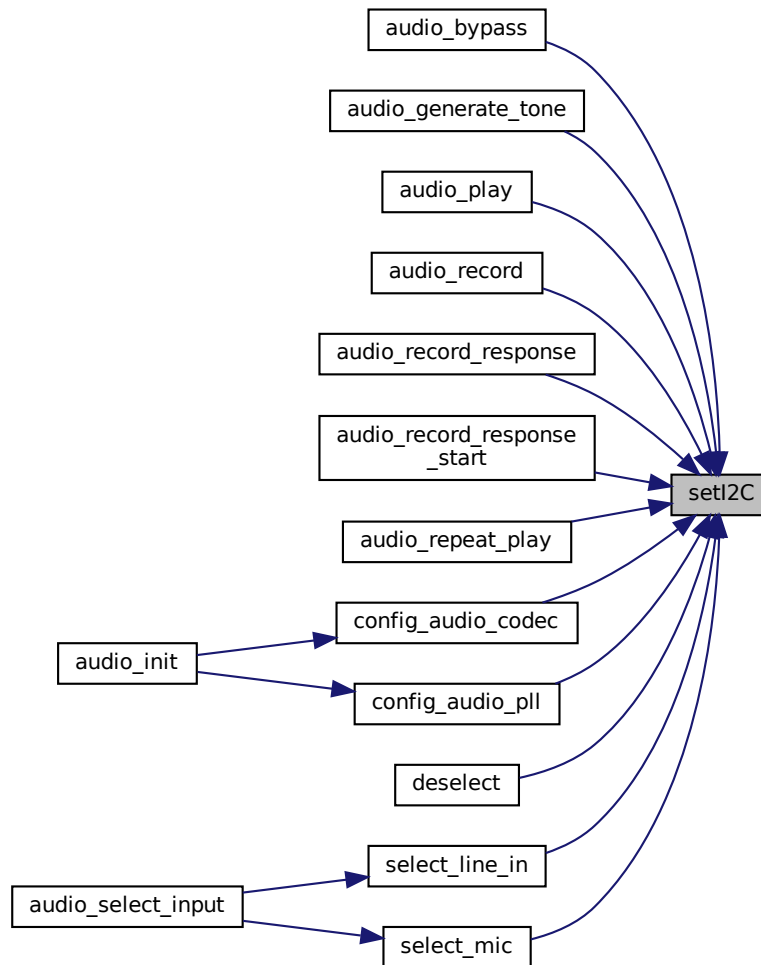 audio_bypass
audio_generate_tone
audio_play
audio_record
audio_record_response
audio_record_response
_start
setI2C
audio_repeat_play
config_audio_codec
audio_init
config_audio_pll
deselect
select_line_in
audio_select_input
select_mic